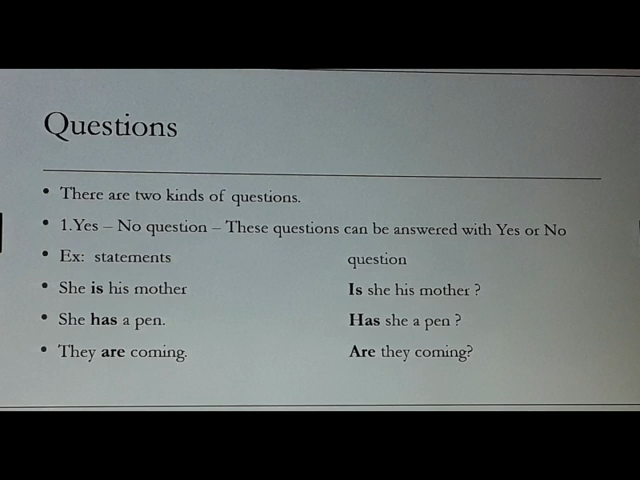 Questions
• There are two kinds of questions.
• 1.Yes – No question – These questions can be answered with Yes or No
• Ex: statements question
• She is his mother Is she his mother ?
• She has a pen. Has she a pen ?
• They are coming. Are they coming?